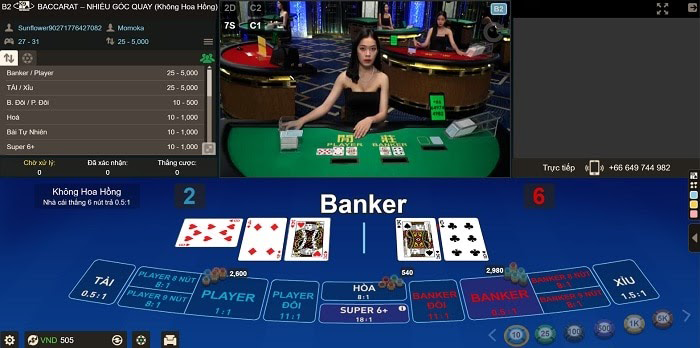 B2 BACCARAT – NHIỀU GÓC QUAY (Không Hoa Hồng)
Sunflower902717764270​82 Momoka
27 - 31 25 - 5,000
Banker / Player 25 - 5,000
TÀI / XỈU 25 - 5,000
B. Đôi / P. Đôi 10 - 500
Hoà 10 - 1,000
Bài Tự Nhiên 10 - 1,000
Super 6+ 10 - 1,000
Chờ xử lý: Đã xác nhận: Thắng cược:
0 0 0
2D C2
7S C1
B2
PLAYER BANKER
Trực tiếp +66 649 744 982
Không Hoa Hồng
Nhà cái thắng 6 nút trả 0.5:1
2 Banker 6
TÀI
0.5:1
PLAYER 8 NÚT
8:1
PLAYER 9 NÚT
8:1
2,600
PLAYER
1:1
PLAYER
ĐÔI
11:1
HÒA
8:1
SUPER 6+
18:1
540
BANKER
ĐÔI
11:1
2,980
BANKER
0.5:1
BANKER 8 NÚT
8:1
8:1
XỈU
1.5:1
VND 505
10 25 100 500 1K 5K